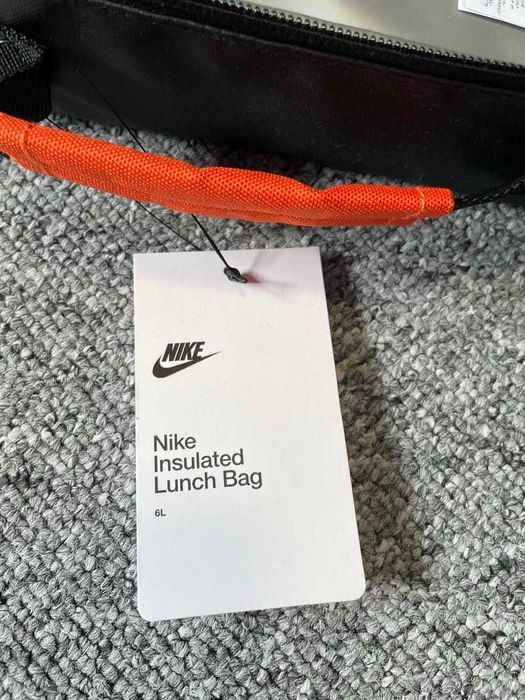 NIKE
Nike
Insulated
Lunch Bag
6L